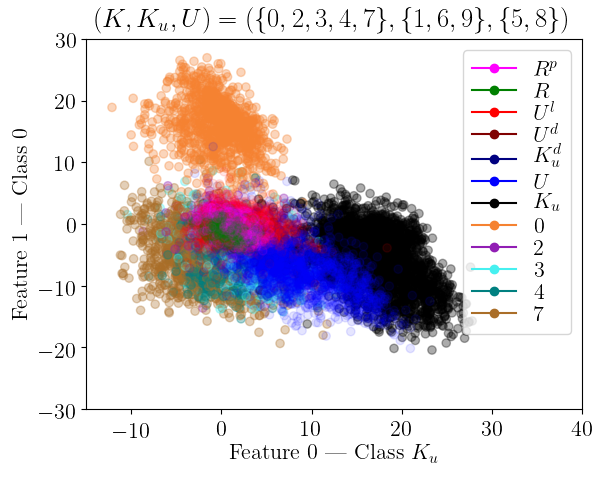 (K, K_u, U) = ({0, 2, 3, 4, 7}, {1, 6, 9}, {5, 8})
30
20
10
0
−10
−20
−30
Feature 1 — Class 0
R^p
R
U^l
U^d
K_u^d
U
K_u
0
2
3
4
7
−10
0
10
20
30
40
Feature 0 — Class K_u